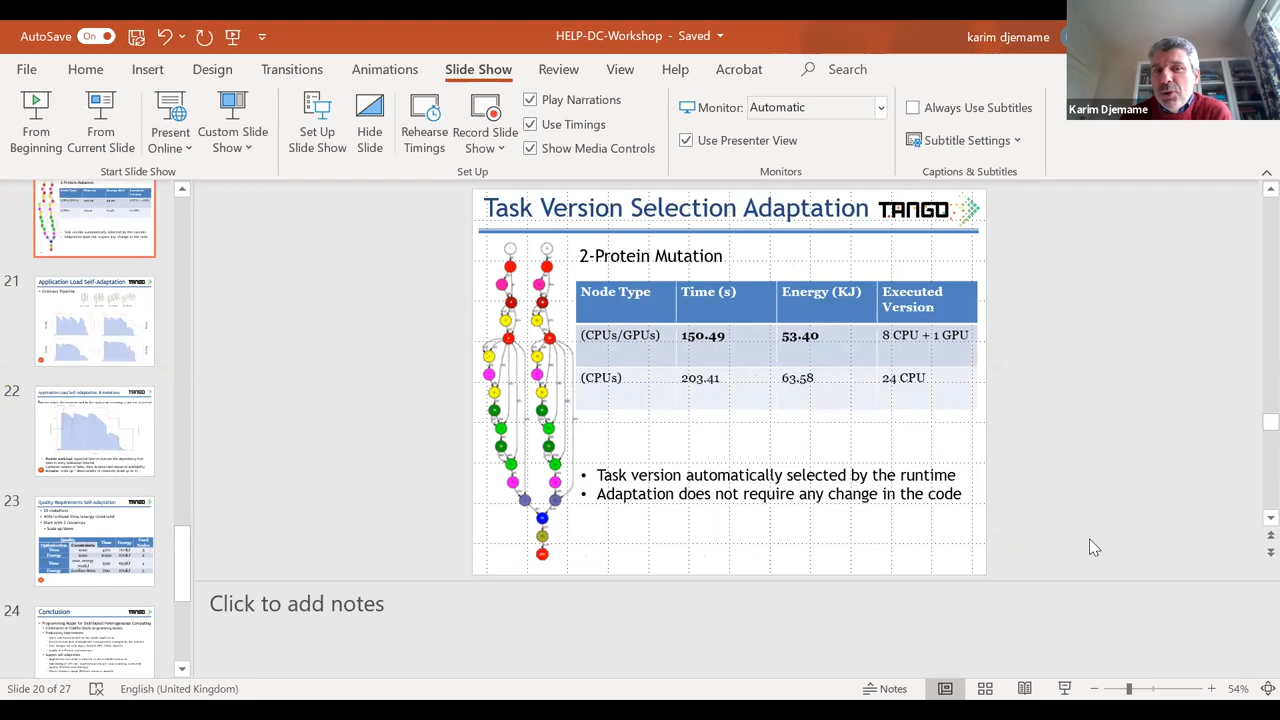 AutoSave On
HELP-DC-Workshop - Saved
karim djemame
File Home Insert Design Transitions Animations Slide Show Review View Help Acrobat Search
Karim Djemame
From Beginning
From Current Slide
Present Online
Custom Slide Show
Start Slide Show
Set Up Slide Show
Hide Slide
Rehearse Timings
Record Slide Show
Play Narrations
Use Timings
Show Media Controls
Set Up
Monitor: Automatic
Use Presenter View
Monitors
Always Use Subtitles
Subtitle Settings
Captions & Subtitles
21
Application Load Self-Adaptation TANGO
22
TANGO
23
Quality Requirements Self-Adaptation TANGO
24
Conclusion TANGO
Task Version Selection Adaptation TANGO
2-Protein Mutation
Node Type Time (s) Energy (KJ) Executed Version
(CPUs/GPUs) 150.49 53.40 8 CPU + 1 GPU
(CPUs) 203.41 63.58 24 CPU
• Task version automatically selected by the runtime
• Adaptation does not require any change in the code
Click to add notes
Slide 20 of 27 English (United Kingdom) Notes 54%